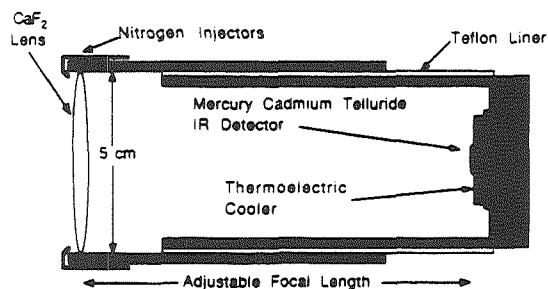 CaF2
Lens
Nitrogen Injectors
Teflon Liner
Mercury Cadmium Telluride
IR Detector
5 cm
Thermoelectric
Cooler
Adjustable Focal Length